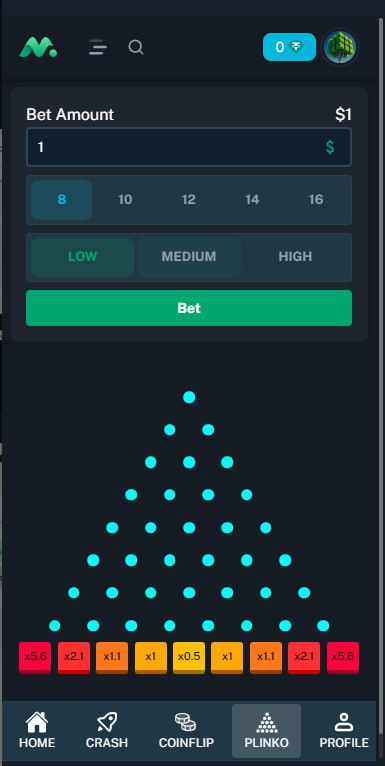 0
Bet Amount $1
1 $
8 10 12 14 16
LOW MEDIUM HIGH
Bet
x5.6 x2.1 x1.1 x1 x0.5 x1 x1.1 x2.1 x5.6
HOME CRASH COINFLIP PLINKO PROFILE